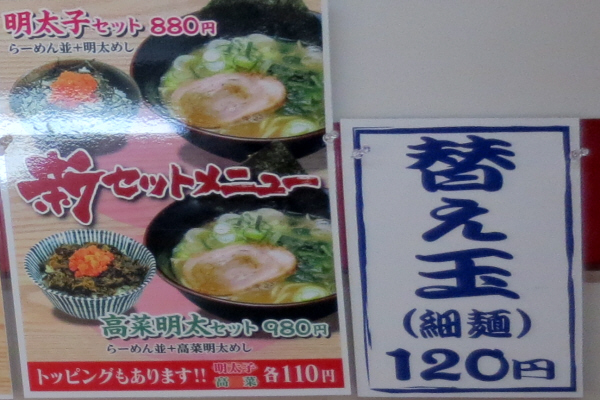 明太子セット 880円
らーめん並+明太めし
新セットメニュー
高菜明太セット 980円
らーめん並+高菜明太めし
トッピングもあります!! 明太子 高菜 各110円
替え玉
(細麺)
120円